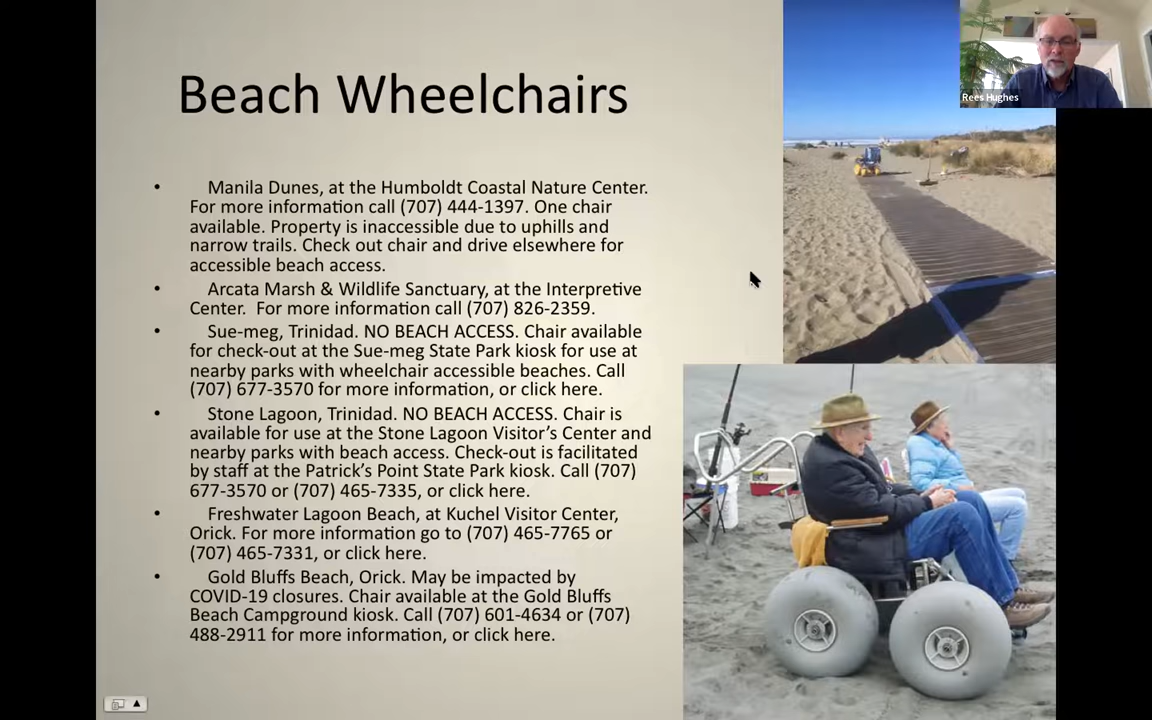 Beach Wheelchairs
Rees Hughes
• Manila Dunes, at the Humboldt Coastal Nature Center.
For more information call (707) 444-1397. One chair
available. Property is inaccessible due to uphills and
narrow trails. Check out chair and drive elsewhere for
accessible beach access.
• Arcata Marsh & Wildlife Sanctuary, at the Interpretive
Center.  For more information call (707) 826-2359.
• Sue-meg, Trinidad. NO BEACH ACCESS. Chair available
for check-out at the Sue-meg State Park kiosk for use at
nearby parks with wheelchair accessible beaches. Call
(707) 677-3570 for more information, or click here.
• Stone Lagoon, Trinidad. NO BEACH ACCESS. Chair is
available for use at the Stone Lagoon Visitor’s Center and
nearby parks with beach access. Check-out is facilitated
by staff at the Patrick’s Point State Park kiosk. Call (707)
677-3570 or (707) 465-7335, or click here.
• Freshwater Lagoon Beach, at Kuchel Visitor Center,
Orick. For more information go to (707) 465-7765 or
(707) 465-7331, or click here.
• Gold Bluffs Beach, Orick. May be impacted by
COVID-19 closures. Chair available at the Gold Bluffs
Beach Campground kiosk. Call (707) 601-4634 or (707)
488-2911 for more information, or click here.